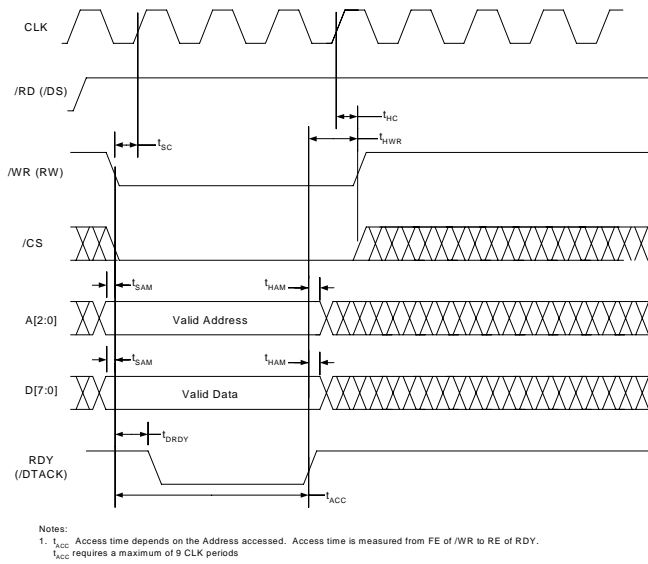 CLK
/RD (/DS)
t_HC
t_HWR
t_SC
/WR (RW)
/CS
t_SAM
t_HAM
A[2:0]
Valid Address
t_SAM
t_HAM
D[7:0]
Valid Data
t_DRDY
RDY
(/DTACK)
t_ACC
Notes:
1. t_ACC Access time depends on the Address accessed. Access time is measured from FE of /WR to RE of RDY.
t_ACC requires a maximum of 9 CLK periods